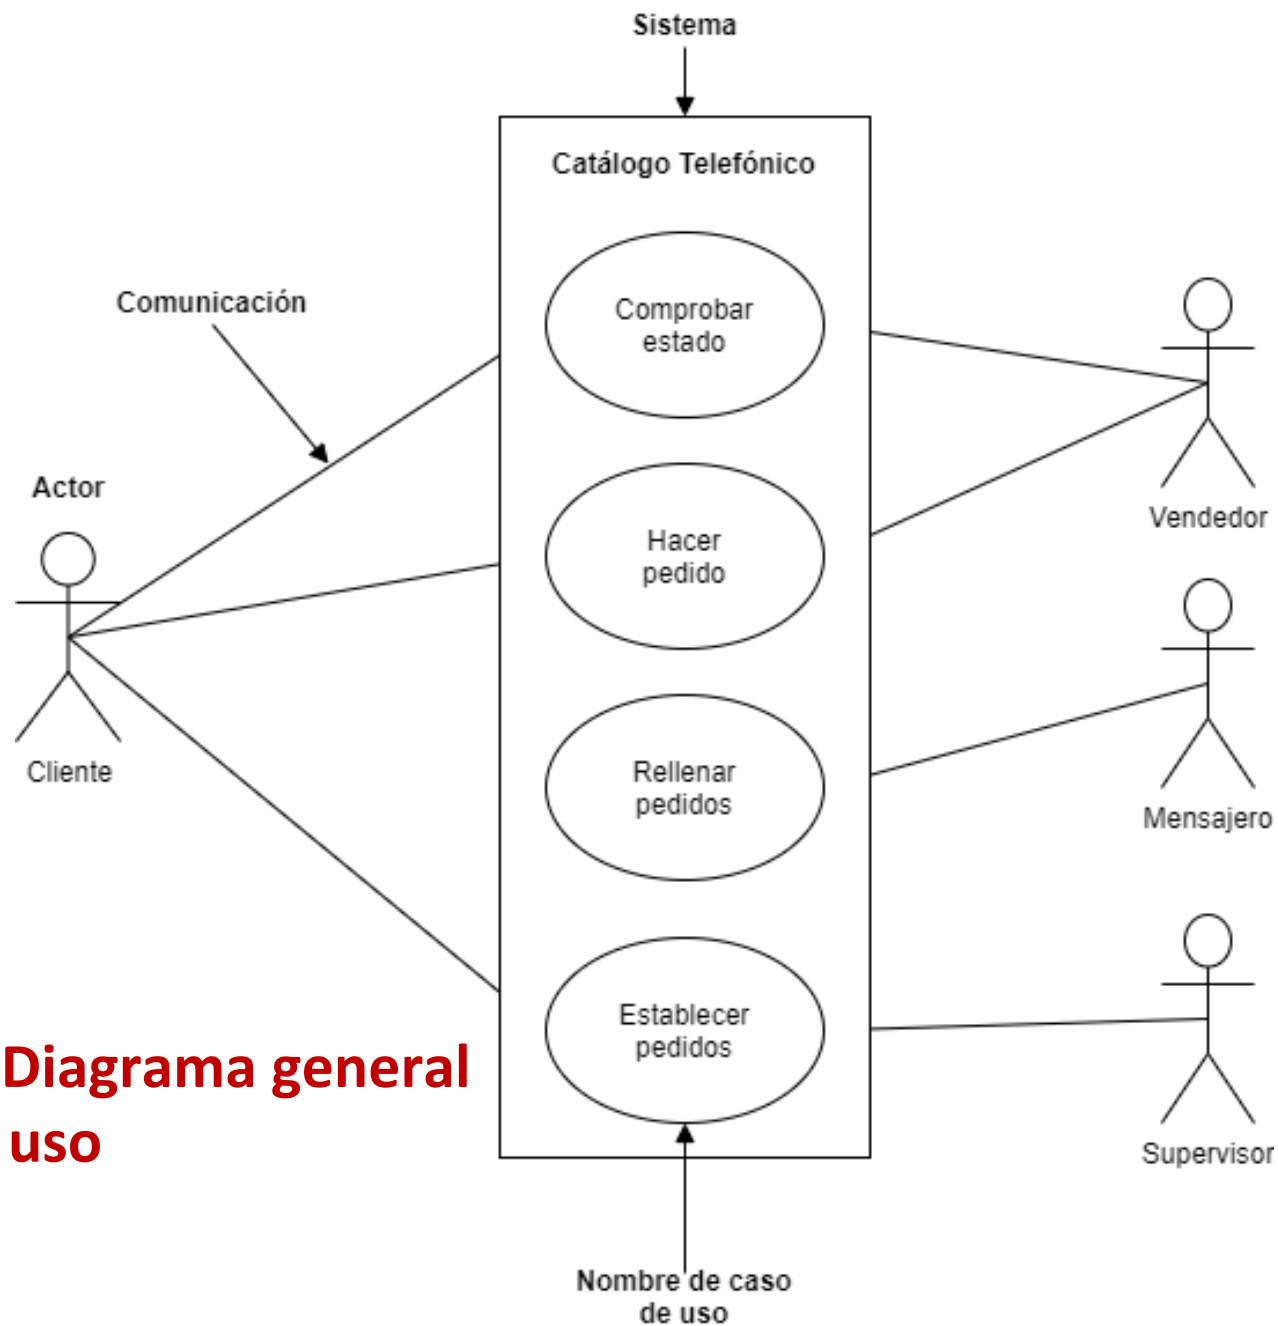 Sistema
Catálogo Telefónico
Comunicación
Comprobar
estado
Actor
Vendedor
Hacer
pedido
Cliente
Rellenar
pedidos
Mensajero
Establecer
pedidos
Diagrama general
uso
Supervisor
Nombre de caso
de uso